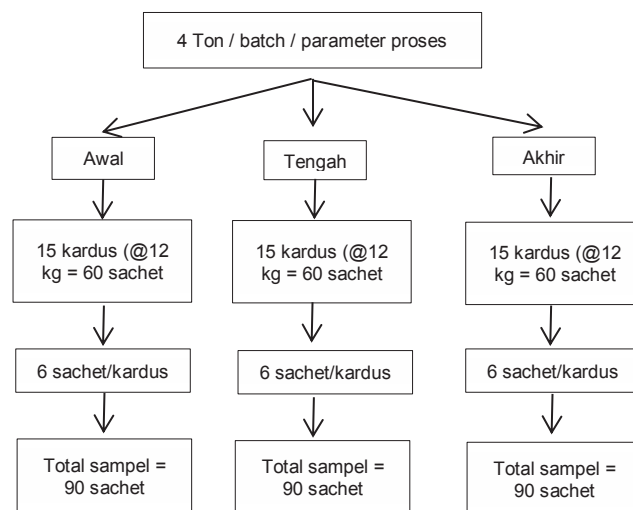 4 Ton / batch / parameter proses
Awal
Tengah
Akhir
15 kardus (@12
kg = 60 sachet
15 kardus (@12
kg = 60 sachet
15 kardus (@12
kg = 60 sachet
6 sachet/kardus
6 sachet/kardus
6 sachet/kardus
Total sampel =
90 sachet
Total sampel =
90 sachet
Total sampel =
90 sachet